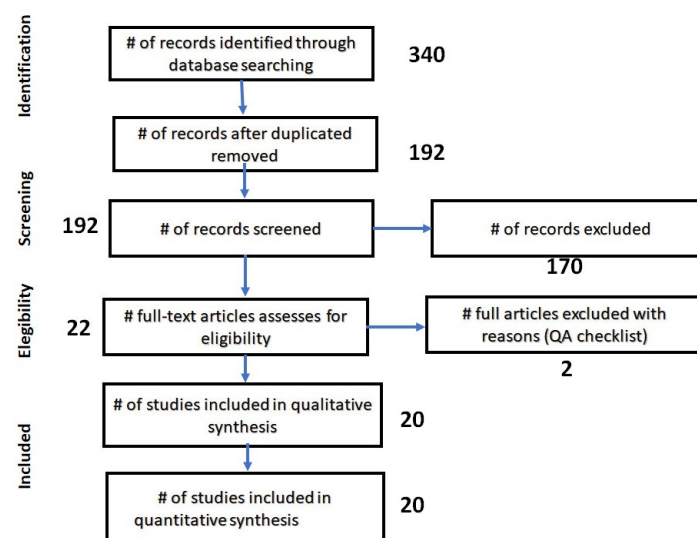 Identification
# of records identified through
database searching
340
# of records after duplicated
removed
192
Screening
192
# of records screened
# of records excluded
170
Elegibility
22
# full-text articles assesses for
eligibility
# full articles excluded with
reasons (QA checklist)
2
Included
# of studies included in qualitative
synthesis
20
# of studies included in
quantitative synthesis
20